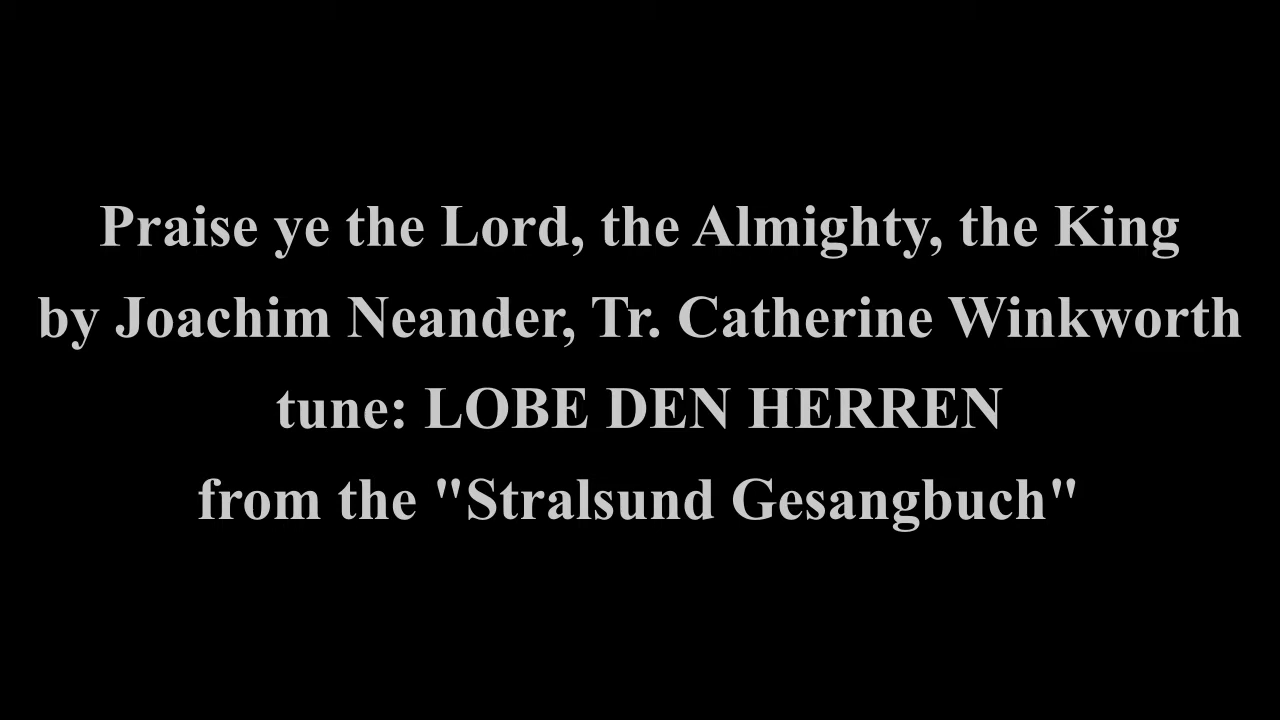 Praise ye the Lord, the Almighty, the King
by Joachim Neander, Tr. Catherine Winkworth
tune: LOBE DEN HERREN
from the "Stralsund Gesangbuch"